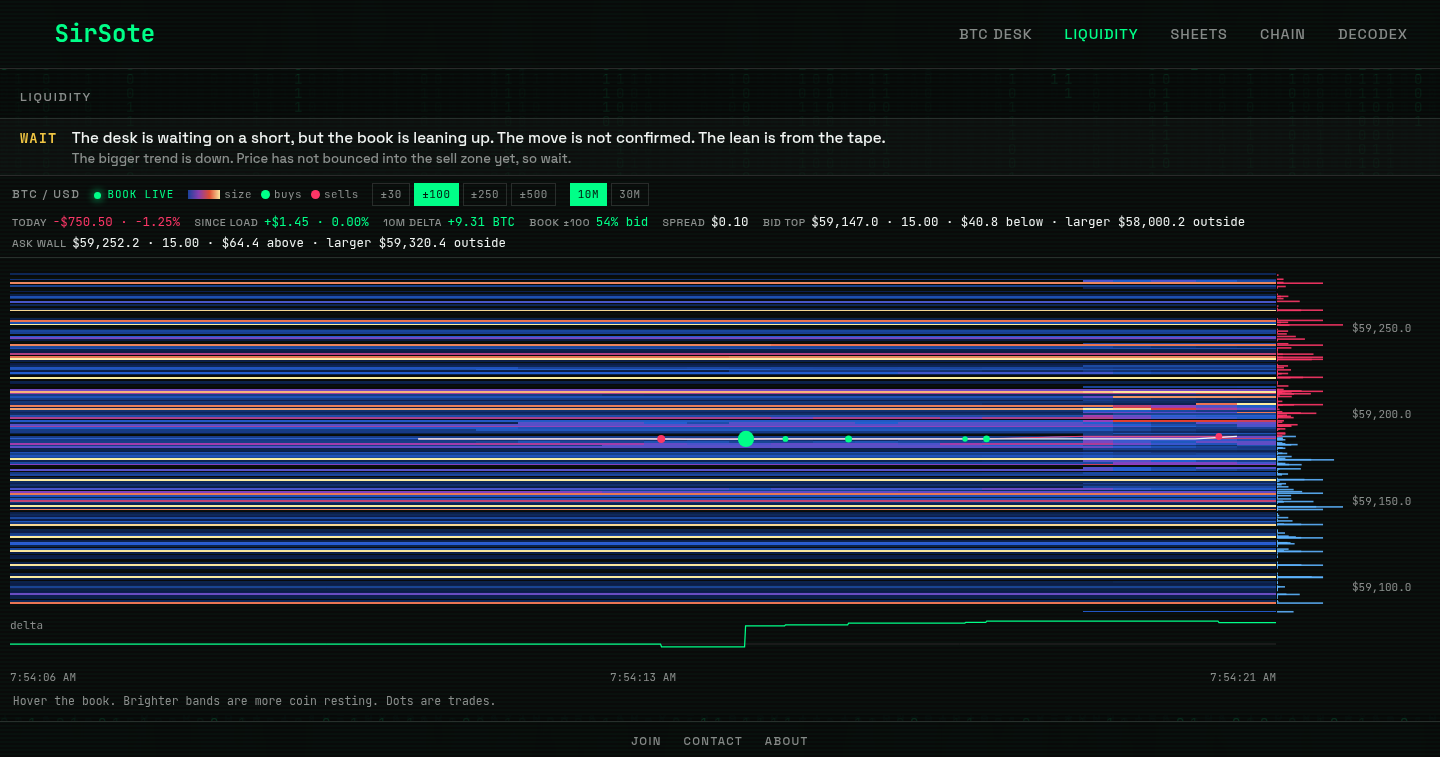 SirSote
BTC DESK LIQUIDITY SHEETS CHAIN DECODEX
LIQUIDITY
WAIT The desk is waiting on a short, but the book is leaning up. The move is not confirmed. The lean is from the tape.
The bigger trend is down. Price has not bounced into the sell zone yet, so wait.
BTC / USD BOOK LIVE size buys sells ±30 ±100 ±250 ±500 10M 30M
TODAY -$750.50 · -1.25% SINCE LOAD +$1.45 · 0.00% 10M DELTA +9.31 BTC BOOK ±100 54% bid SPREAD $0.10 BID TOP $59,147.0 · 15.00 · $40.8 below · larger $58,000.2 outside
ASK WALL $59,252.2 · 15.00 · $64.4 above · larger $59,320.4 outside
$59,250.0
$59,200.0
$59,150.0
$59,100.0
delta
7:54:06 AM 7:54:13 AM 7:54:21 AM
Hover the book. Brighter bands are more coin resting. Dots are trades.
JOIN CONTACT ABOUT